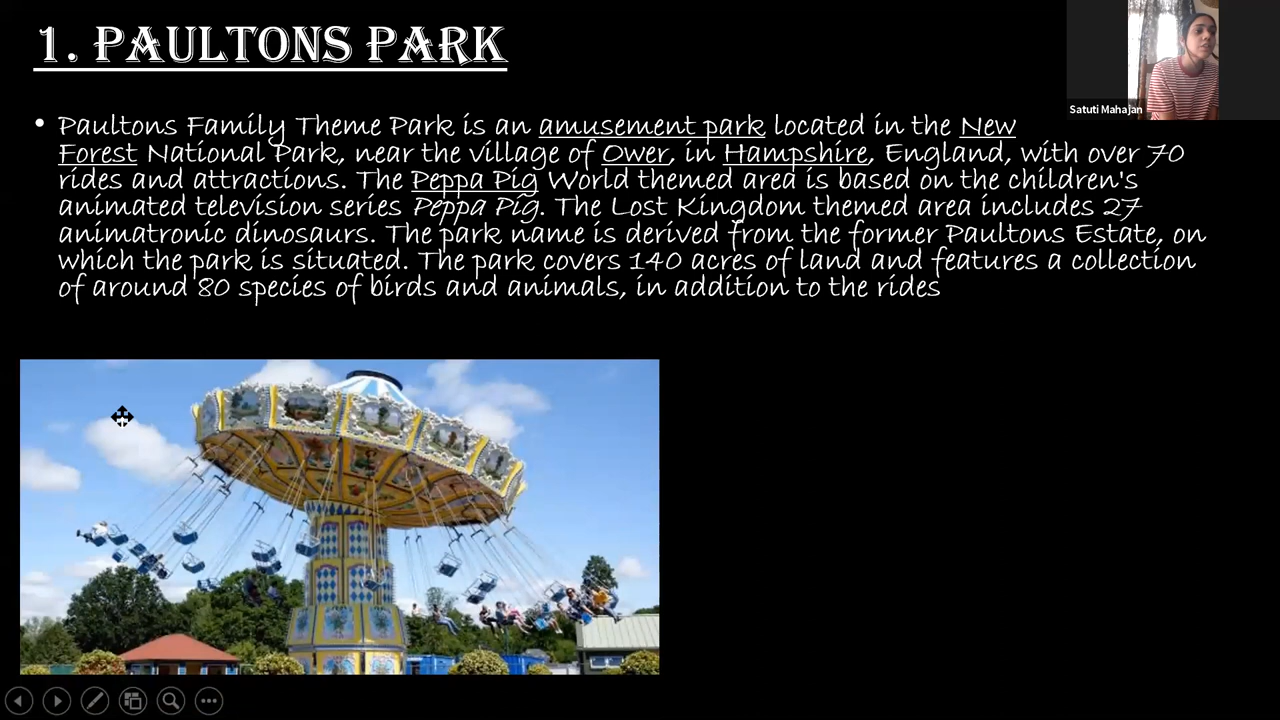 1. PAULTONS PARK
Satuti Mahajan
• Paultons Family Theme Park is an amusement park located in the New
Forest National Park, near the village of Ower, in Hampshire, England, with over 70
rides and attractions. The Peppa Pig World themed area is based on the children's
animated television series Peppa Pig. The Lost Kingdom themed area includes 27
animatronic dinosaurs. The park name is derived from the former Paultons Estate, on
which the park is situated. The park covers 140 acres of land and features a collection
of around 80 species of birds and animals, in addition to the rides